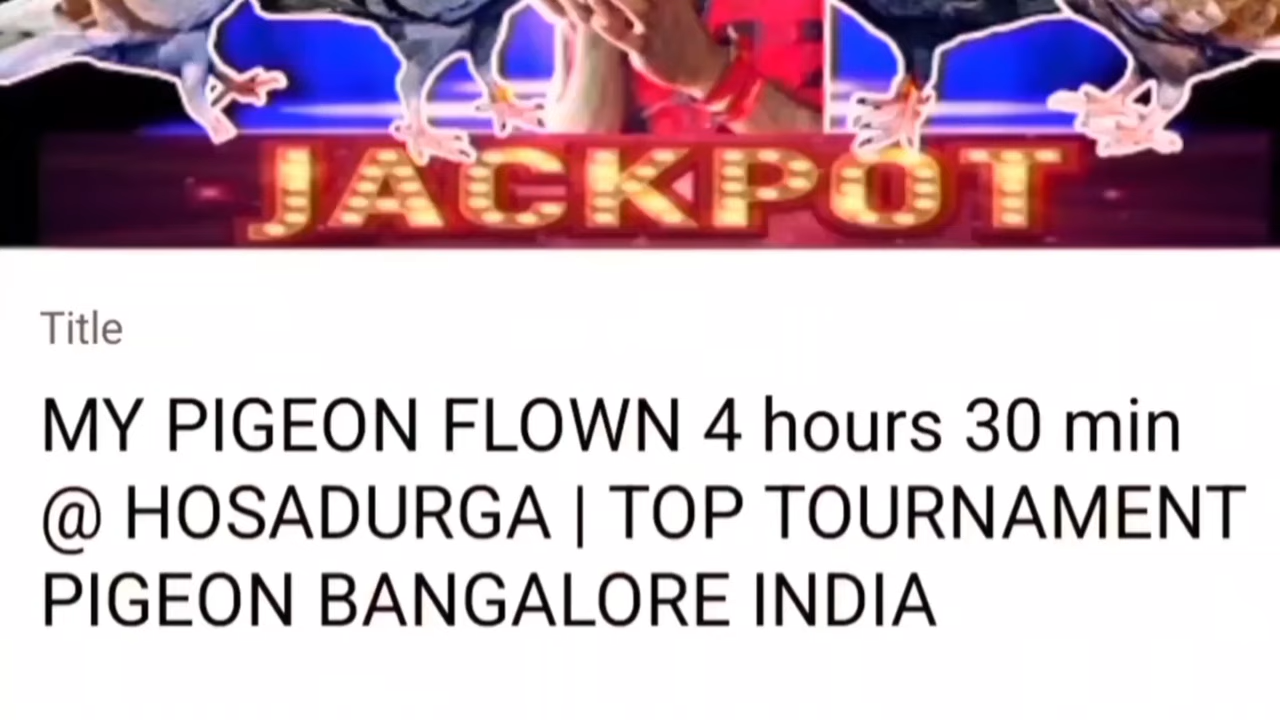 JACKPOT
Title
MY PIGEON FLOWN 4 hours 30 min
@ HOSADURGA | TOP TOURNAMENT
PIGEON BANGALORE INDIA